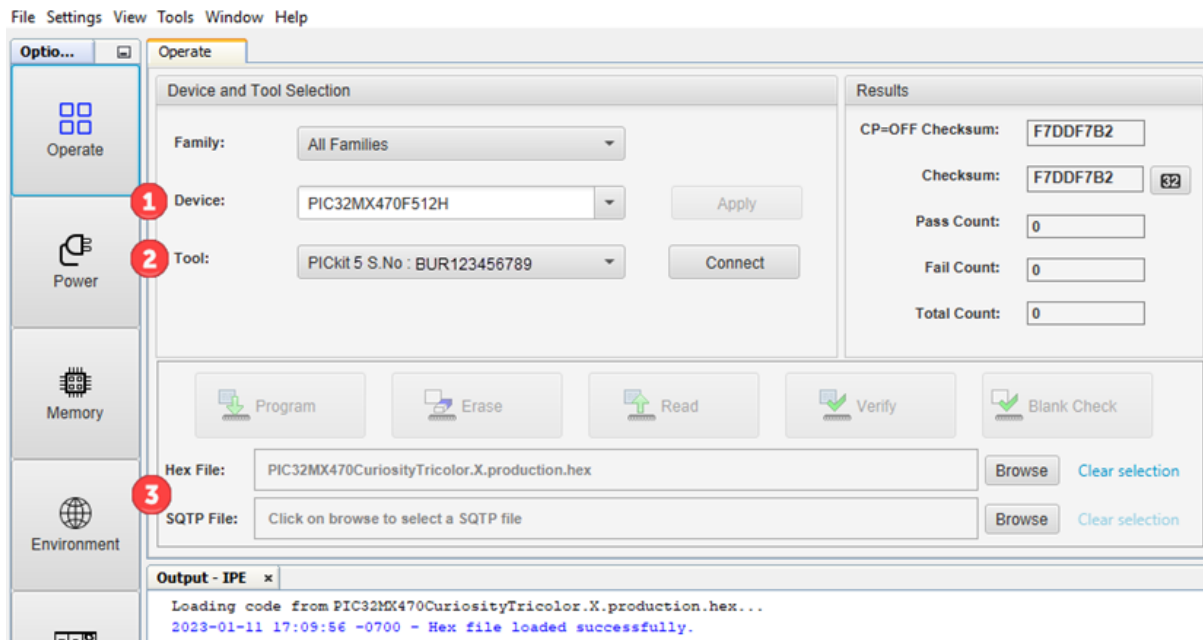 File Settings View Tools Window Help
Optio...
Operate
Operate
Power
Memory
Environment
Device and Tool Selection
Family: All Families
1 Device: PIC32MX470F512H Apply
2 Tool: PICkit 5 S.No : BUR123456789 Connect
Results
CP=OFF Checksum: F7DDF7B2
Checksum: F7DDF7B2 32
Pass Count: 0
Fail Count: 0
Total Count: 0
Program Erase Read Verify Blank Check
Hex File: PIC32MX470CuriosityTricolor.X.production.hex Browse Clear selection
3
SQTP File: Click on browse to select a SQTP file Browse Clear selection
Output - IPE ×
Loading code from PIC32MX470CuriosityTricolor.X.production.hex...
2023-01-11 17:09:56 -0700 - Hex file loaded successfully.